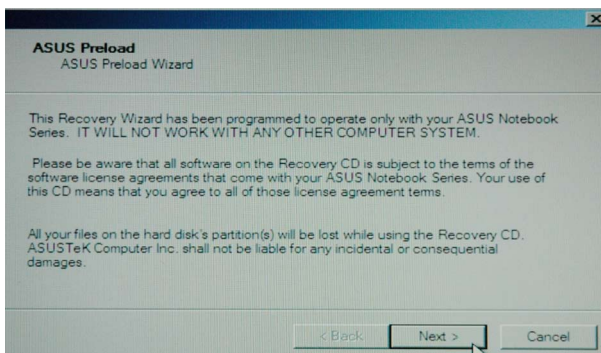 ASUS Preload
ASUS Preload Wizard
This Recovery Wizard has been programmed to operate only with your ASUS Notebook
Series. IT WILL NOT WORK WITH ANY OTHER COMPUTER SYSTEM.
Please be aware that all software on the Recovery CD is subject to the terms of the
software license agreements that come with your ASUS Notebook Series. Your use of
this CD means that you agree to all of those license agreement terms.
All your files on the hard disk's partition(s) will be lost while using the Recovery CD.
ASUSTeK Computer Inc. shall not be liable for any incidental or consequential
damages.
< Back Next > Cancel